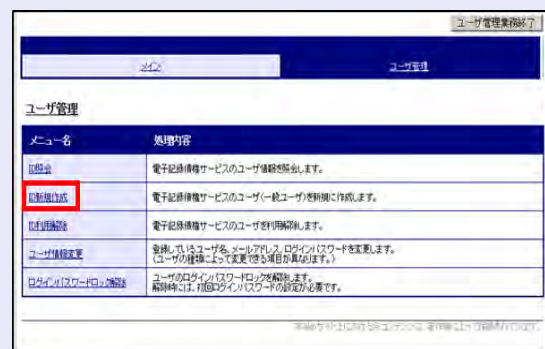 ユーザ管理業務終了
メイン
ユーザ管理
ユーザ管理
メニュー名
処理内容
ID照会
電子記録債権サービスのユーザ情報を照会します。
ID新規作成
電子記録債権サービスのユーザ(一般ユーザ)を新規に作成します。
ID利用解除
電子記録債権サービスのユーザを利用解除します。
ユーザ情報変更
登録しているユーザ名、メールアドレス、ログインパスワードを変更します。
(ユーザの種類によって変更できる項目が異なります。)
ログインパスワードロック解除
ユーザのログインパスワードロックを解除します。
解除時には、初回ログインパスワードの設定が必要です。